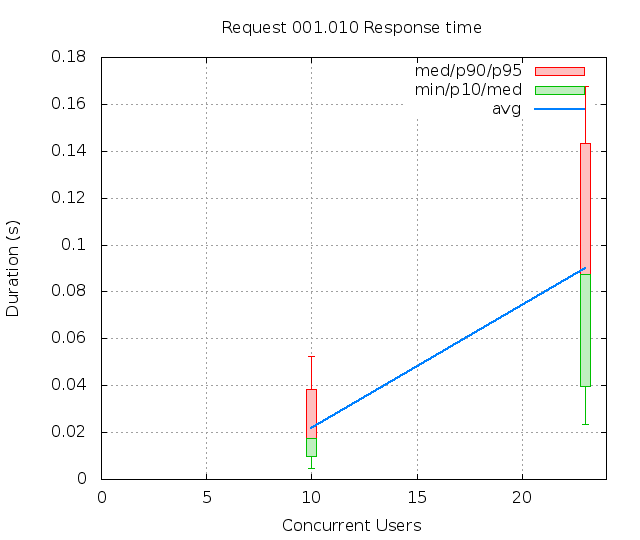 Request 001.010 Response time
0.18
0.16
0.14
0.12
0.1
0.08
0.06
0.04
0.02
0
med/p90/p95
min/p10/med
avg
Duration (s)
0 5 10 15 20
Concurrent Users